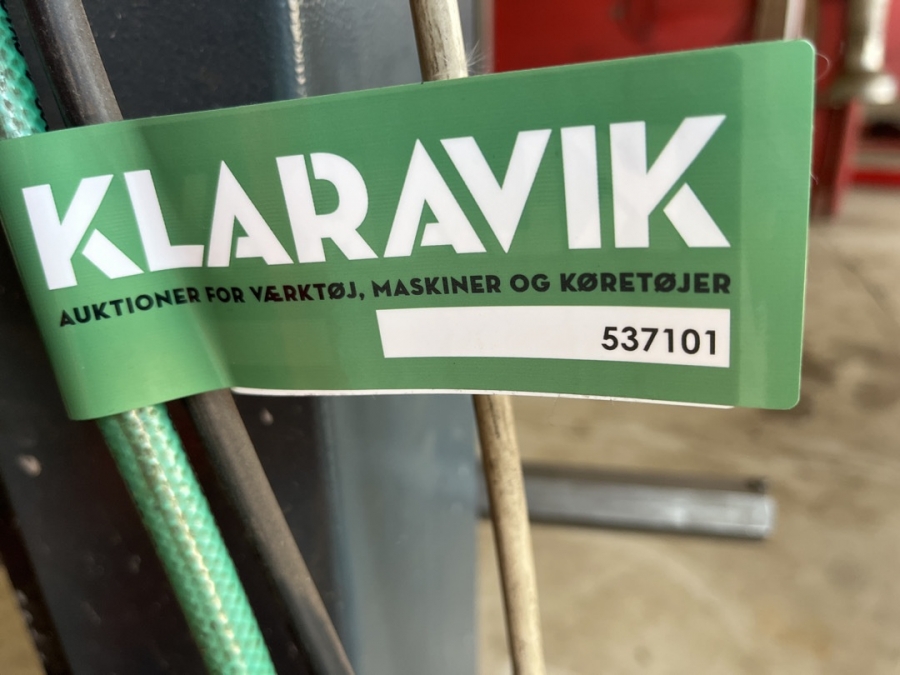 KLARAVIK
AUKTIONER FOR VÆRKTØJ, MASKINER OG KØRETØJER
537101